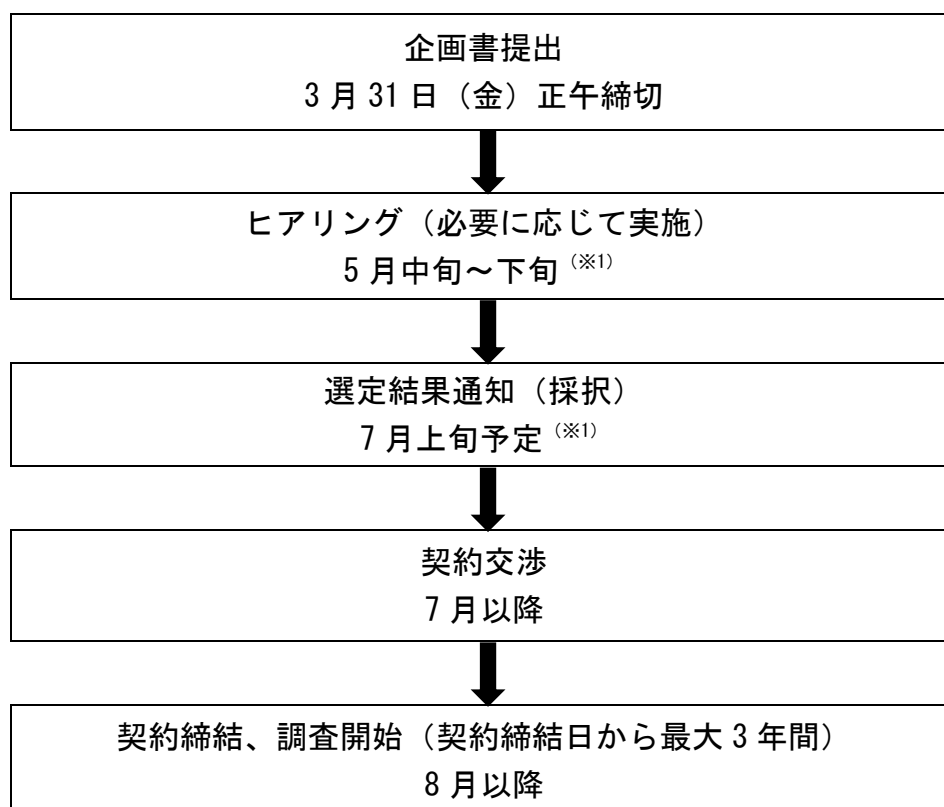 企画書提出
3月31日（金）正午締切
ヒアリング（必要に応じて実施）
5月中旬～下旬（※1）
選定結果通知（採択）
7月上旬予定（※1）
契約交渉
7月以降
契約締結、調査開始（契約締結日から最大3年間）
8月以降